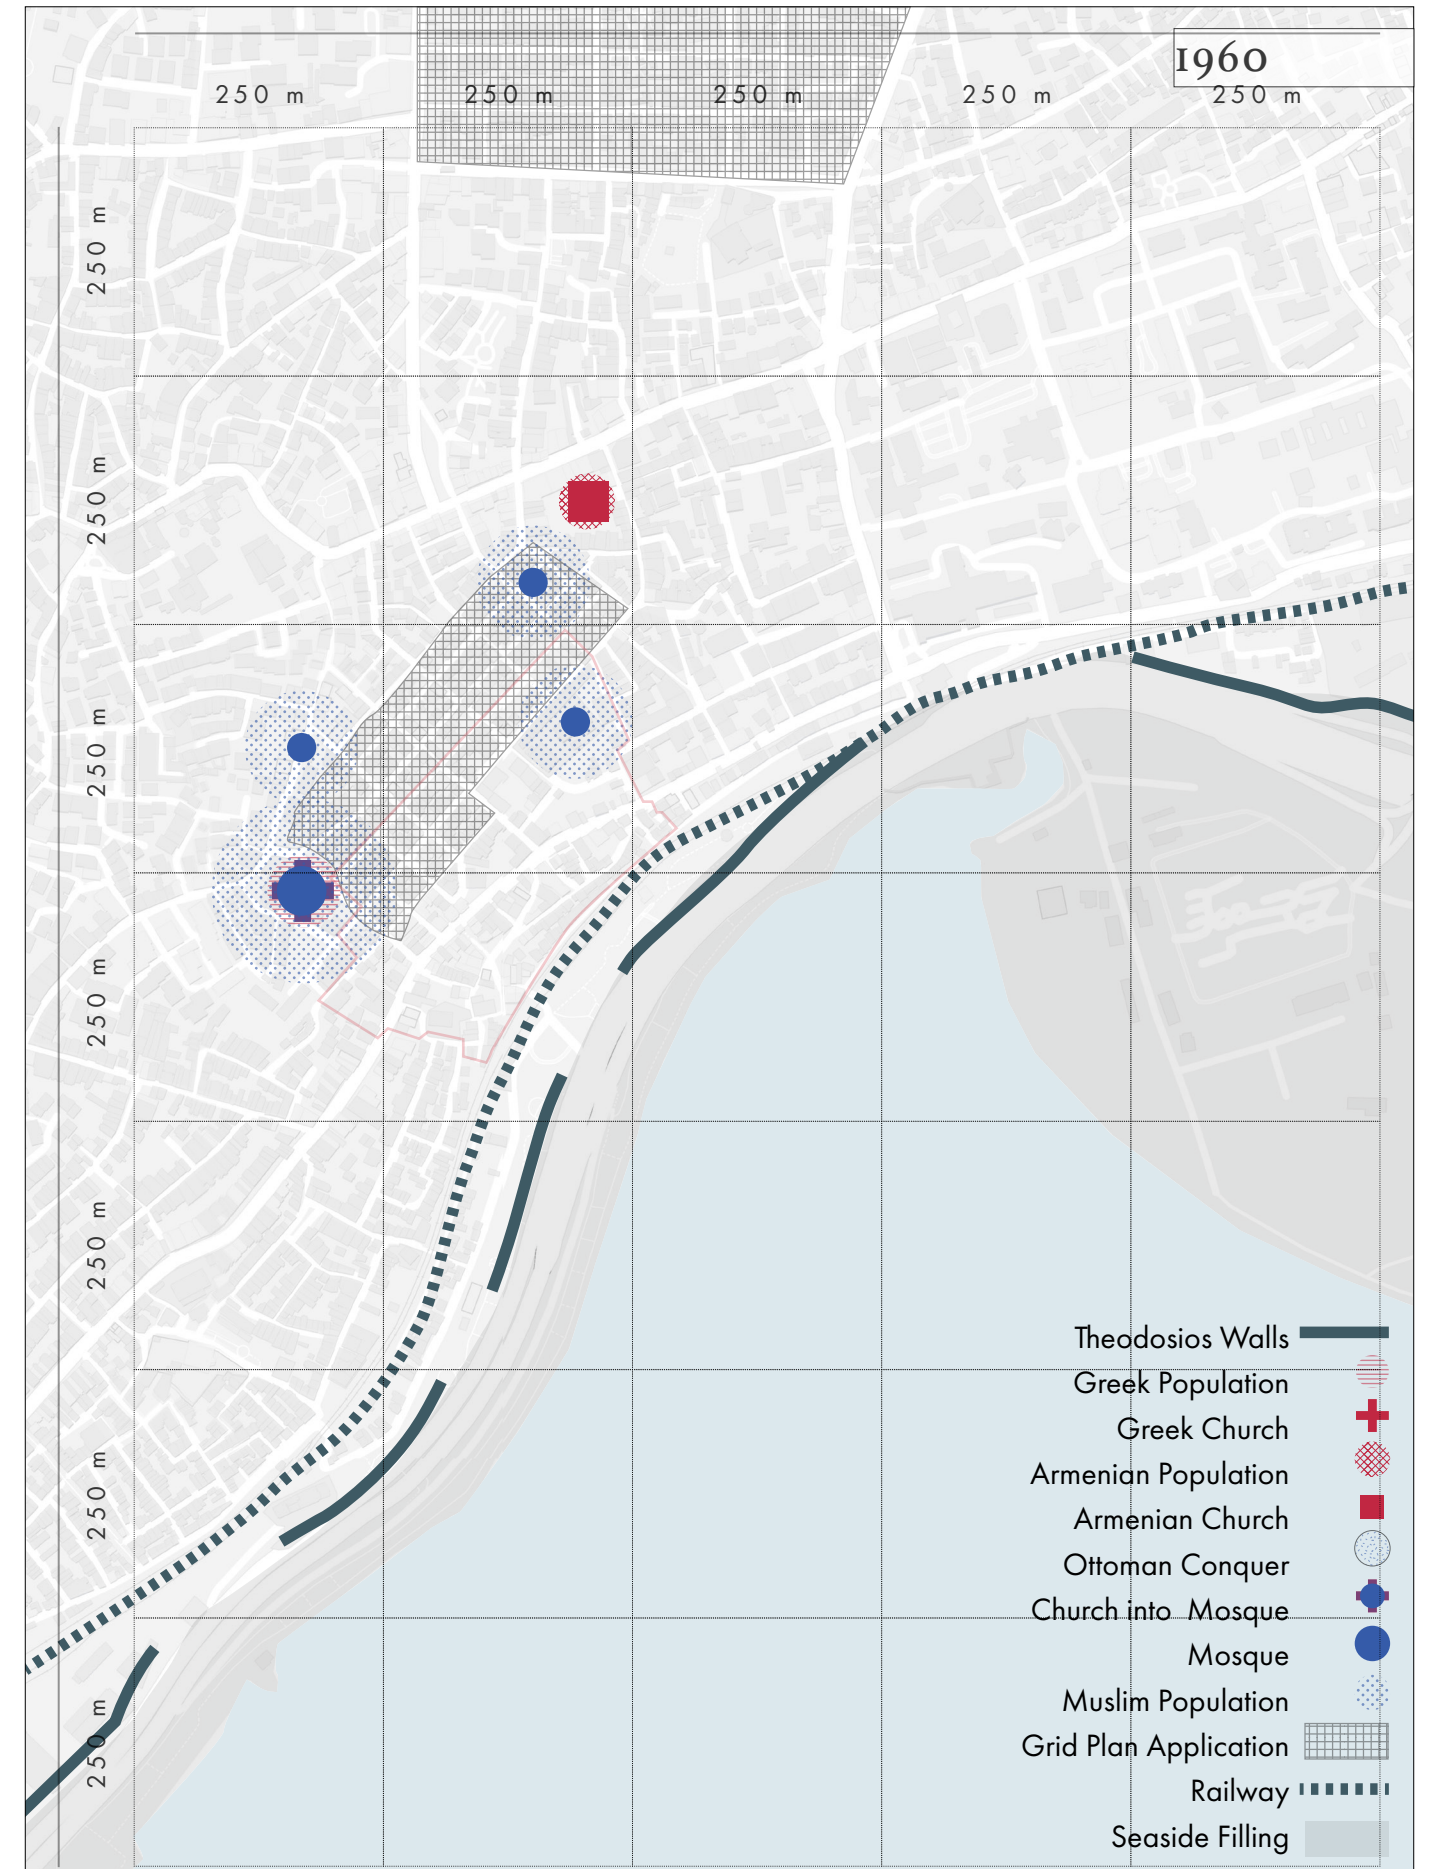 1960
250 m
250 m
250 m
250 m
250 m
250 m
250 m
250 m
250 m
250 m
250 m
250 m
Theodosios Walls
Greek Population
Greek Church
Armenian Population
Armenian Church
Ottoman Conquer
Church into Mosque
Mosque
Muslim Population
Grid Plan Application
Railway
Seaside Filling